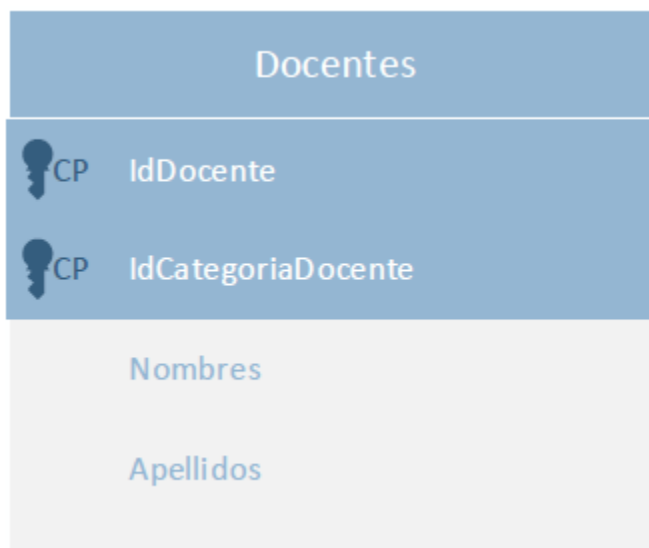 Docentes
CP IdDocente
CP IdCategoriaDocente
Nombres
Apellidos